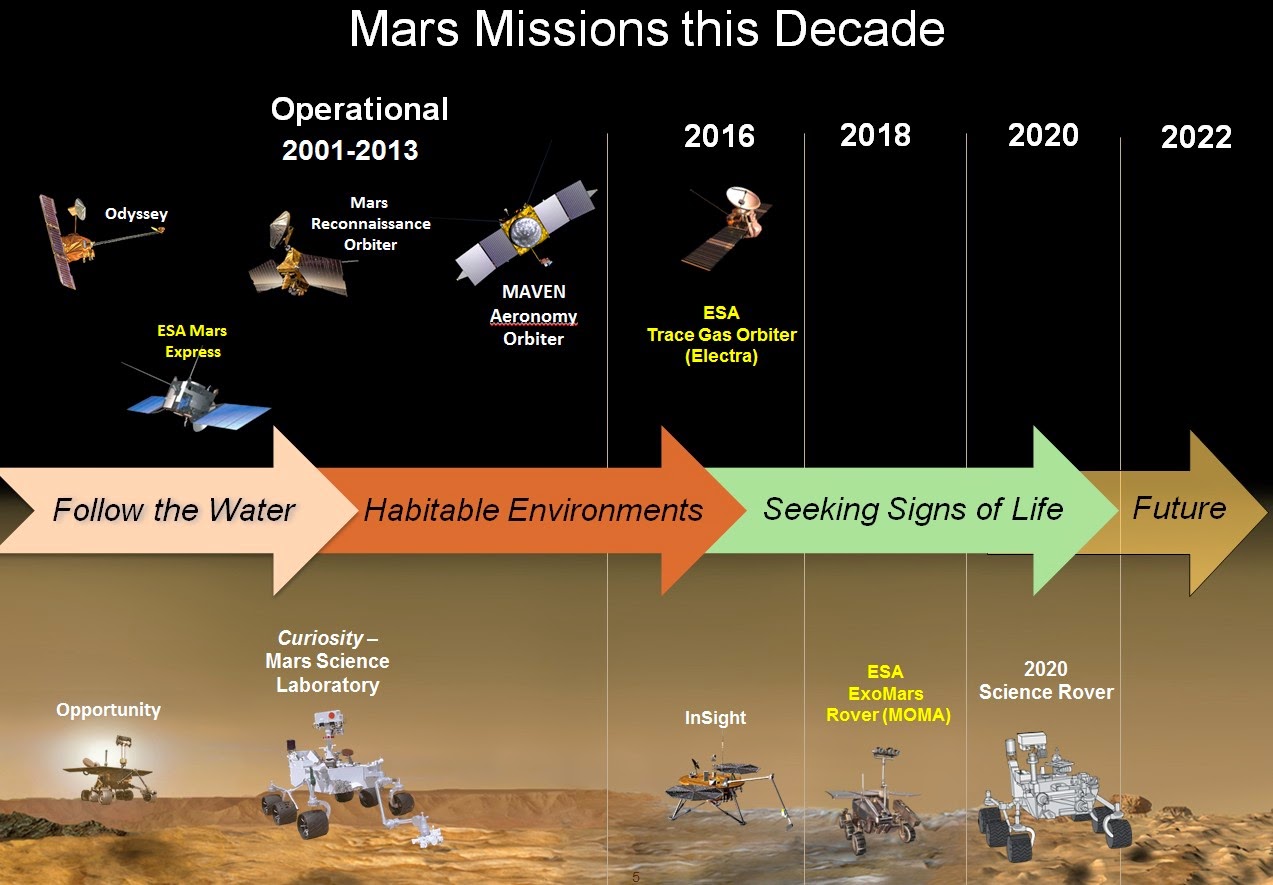 Mars Missions this Decade
Operational
2001-2013
2016
2018
2020
2022
Odyssey
Mars
Reconnaissance
Orbiter
MAVEN
Aeronomy
Orbiter
ESA Mars
Express
ESA
Trace Gas Orbiter
(Electra)
Follow the Water
Habitable Environments
Seeking Signs of Life
Future
Opportunity
Curiosity –
Mars Science
Laboratory
InSight
ESA
ExoMars
Rover (MOMA)
2020
Science Rover
5